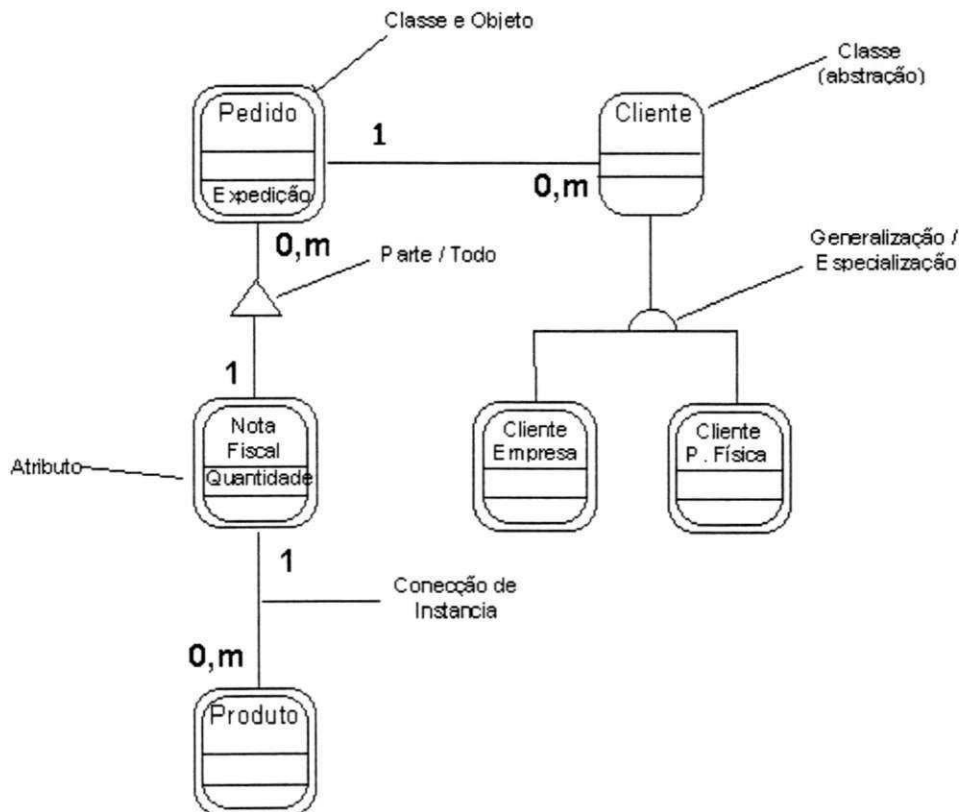 Classe e Objeto
Classe
(abstração)
Pedido
Cliente
1
Expedição
0,m
0,m
Parte / Todo
Generalização /
Especialização
1
Nota
Fiscal
Quantidade
Atributo
Cliente
Empresa
Cliente
P. Física
1
Conecção de
Instancia
0,m
Produto